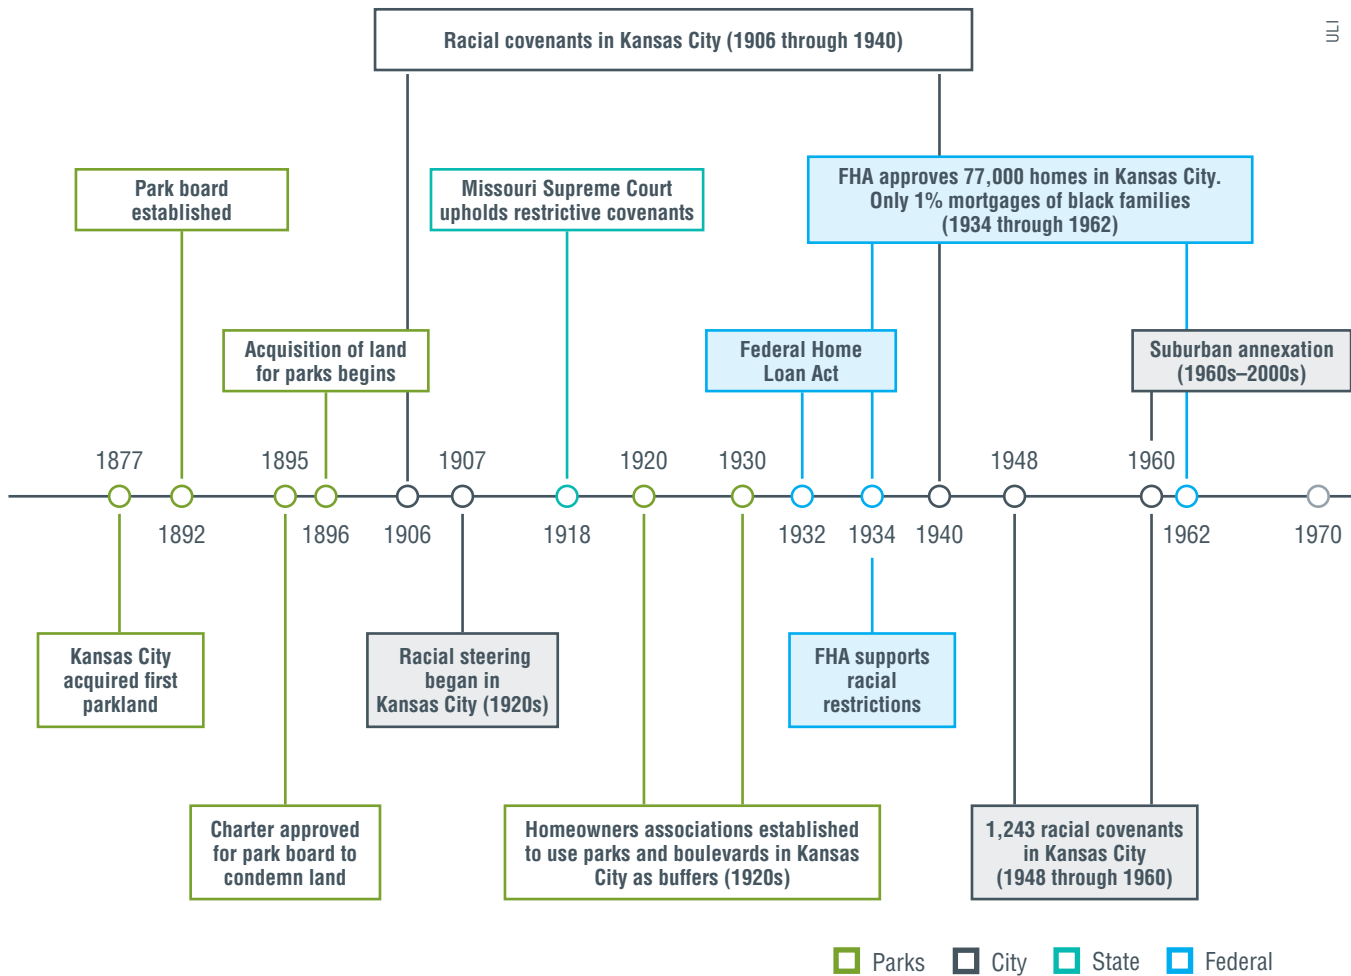 Racial covenants in Kansas City (1906 through 1940)
ULI
Park board
established
Missouri Supreme Court
upholds restrictive covenants
FHA approves 77,000 homes in Kansas City.
Only 1% mortgages of black families
(1934 through 1962)
Acquisition of land
for parks begins
Federal Home
Loan Act
Suburban annexation
(1960s–2000s)
1877
1895
1907
1920
1930
1948
1960
1892
1896
1906
1918
1932
1934
1940
1962
1970
Kansas City
acquired first
parkland
Racial steering
began in
Kansas City (1920s)
FHA supports
racial
restrictions
Charter approved
for park board to
condemn land
Homeowners associations established
to use parks and boulevards in Kansas
City as buffers (1920s)
1,243 racial covenants
in Kansas City
(1948 through 1960)
Parks
City
State
Federal